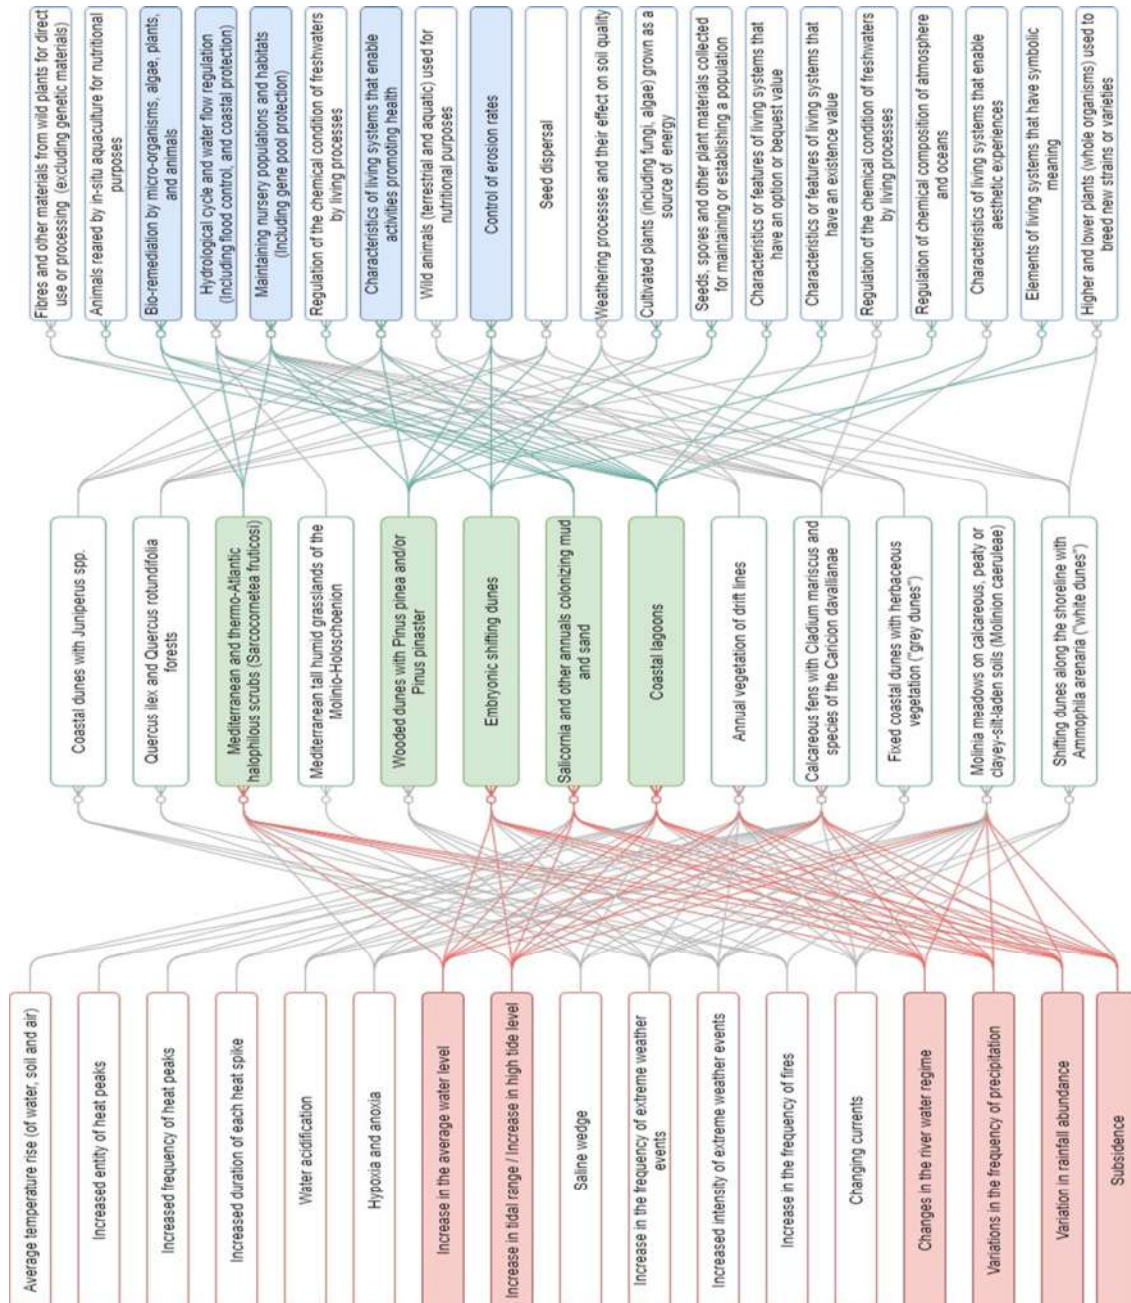 Fibres and other materials from wild plants for direct
use or processing (excluding genetic materials)
Animals reared by in-situ aquaculture for nutritional
purposes
Bio-remediation by micro-organisms, algae, plants,
and animals
Hydrological cycle and water flow regulation
(Including flood control, and coastal protection)
Maintaining nursery populations and habitats
(Including gene pool protection)
Regulation of the chemical condition of freshwaters
by living processes
Characteristics of living systems that enable
activities promoting health
Wild animals (terrestrial and aquatic) used for
nutritional purposes
Control of erosion rates
Seed dispersal
Weathering processes and their effect on soil quality
Cultivated plants (including fungi, algae) grown as a
source of energy
Seeds, spores and other plant materials collected
for maintaining or establishing a population
Characteristics or features of living systems that
have an option or bequest value
Characteristics or features of living systems that
have an existence value
Regulation of the chemical condition of freshwaters
by living processes
Regulation of chemical composition of atmosphere
and oceans
Characteristics of living systems that enable
aesthetic experiences
Elements of living systems that have symbolic
meaning
Higher and lower plants (whole organisms) used to
breed new strains or varieties
Coastal dunes with Juniperus spp.
Quercus ilex and Quercus rotundifolia
forests
Mediterranean and thermo-Atlantic
halophilous scrubs (Sarcocornetea fruticosi)
Mediterranean tall humid grasslands of the
Molinio-Holoschoenion
Wooded dunes with Pinus pinea and/or
Pinus pinaster
Embryonic shifting dunes
Salicornia and other annuals colonizing mud
and sand
Coastal lagoons
Annual vegetation of drift lines
Calcareous fens with Cladium mariscus and
species of the Caricion davallianae
Fixed coastal dunes with herbaceous
vegetation ("grey dunes")
Molinia meadows on calcareous, peaty or
clayey-silt-laden soils (Molinion caeruleae)
Shifting dunes along the shoreline with
Ammophila arenaria ("white dunes")
Average temperature rise (of water, soil and air)
Increased entity of heat peaks
Increased frequency of heat peaks
Increased duration of each heat spike
Water acidification
Hypoxia and anoxia
Increase in the average water level
Increase in tidal range / Increase in high tide level
Saline wedge
Increase in the frequency of extreme weather
events
Increased intensity of extreme weather events
Increase in the frequency of fires
Changing currents
Changes in the river water regime
Variations in the frequency of precipitation
Variation in rainfall abundance
Subsidence